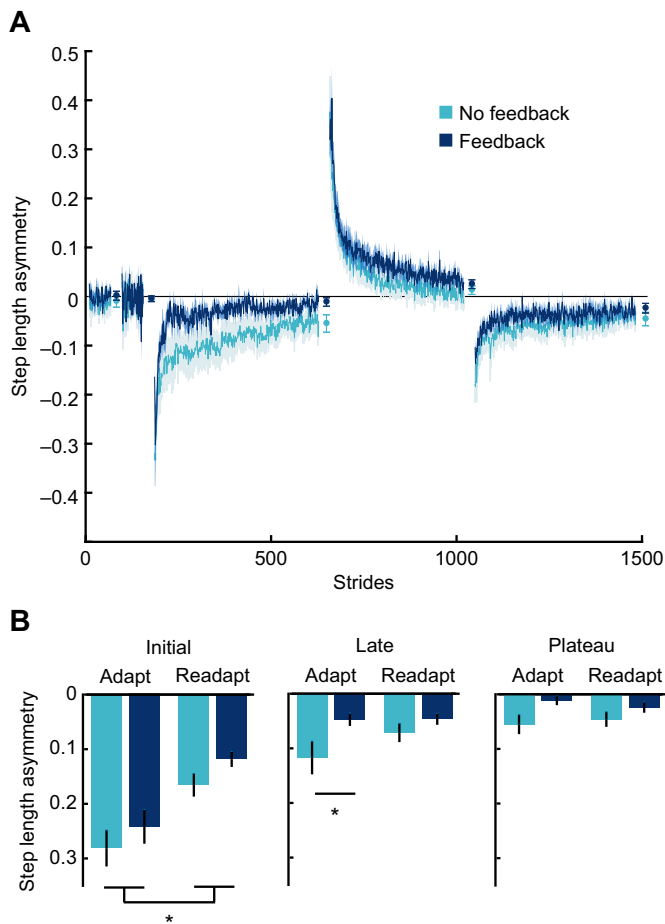 A
0.5
0.4
0.3
0.2
0.1
0
–0.1
–0.2
–0.3
–0.4
Step length asymmetry
No feedback
Feedback
0 500 1000 1500
Strides
B
Initial Late Plateau
Adapt Readapt Adapt Readapt Adapt Readapt
0
0.1
0.2
0.3
Step length asymmetry
*
*